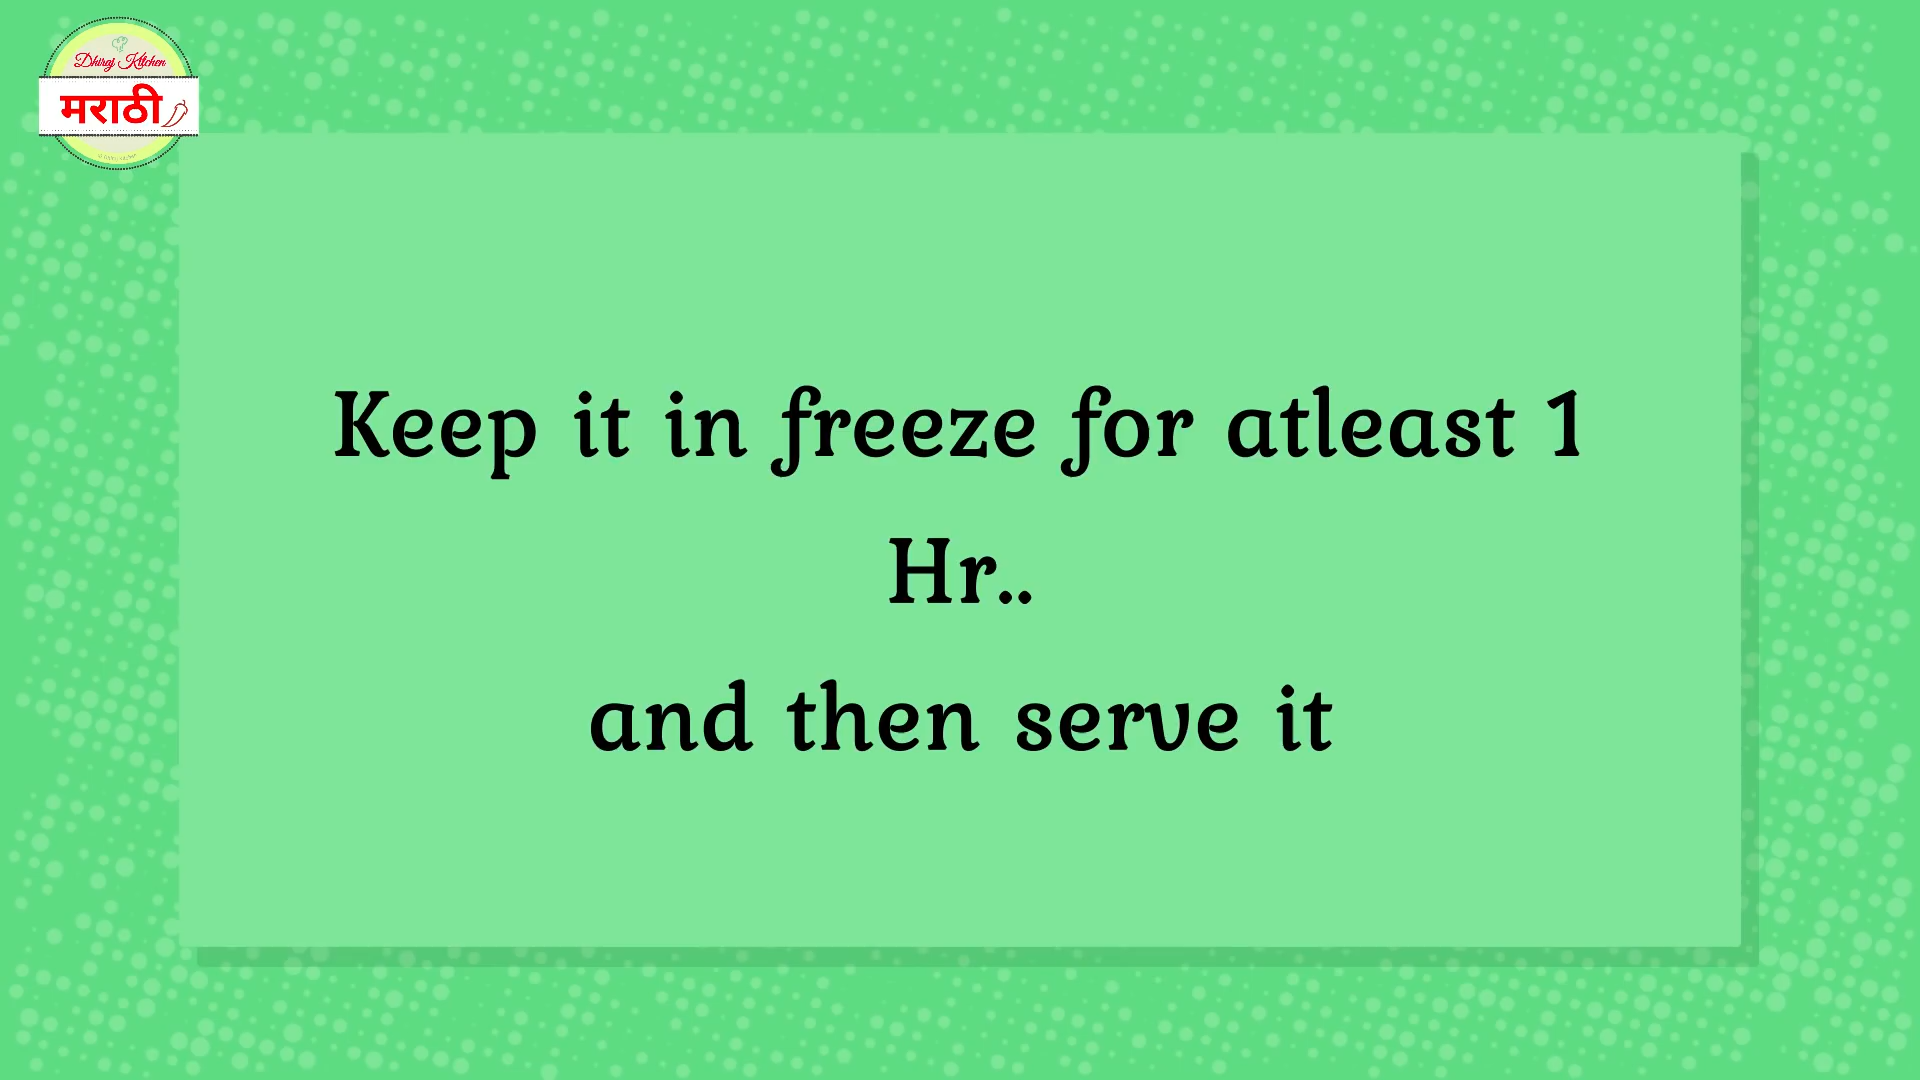 Dhiraj Kitchen
मराठी
Keep it in freeze for atleast 1
Hr..
and then serve it